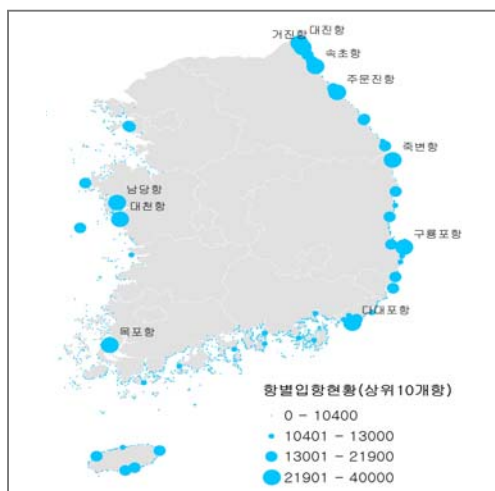 거진항 대진항
속초항
주문진항
죽변항
남당항
대천항
구룡포항
다대포항
목포항
항별입항현황(상위10개항)
0 - 10400
10401 - 13000
13001 - 21900
21901 - 40000